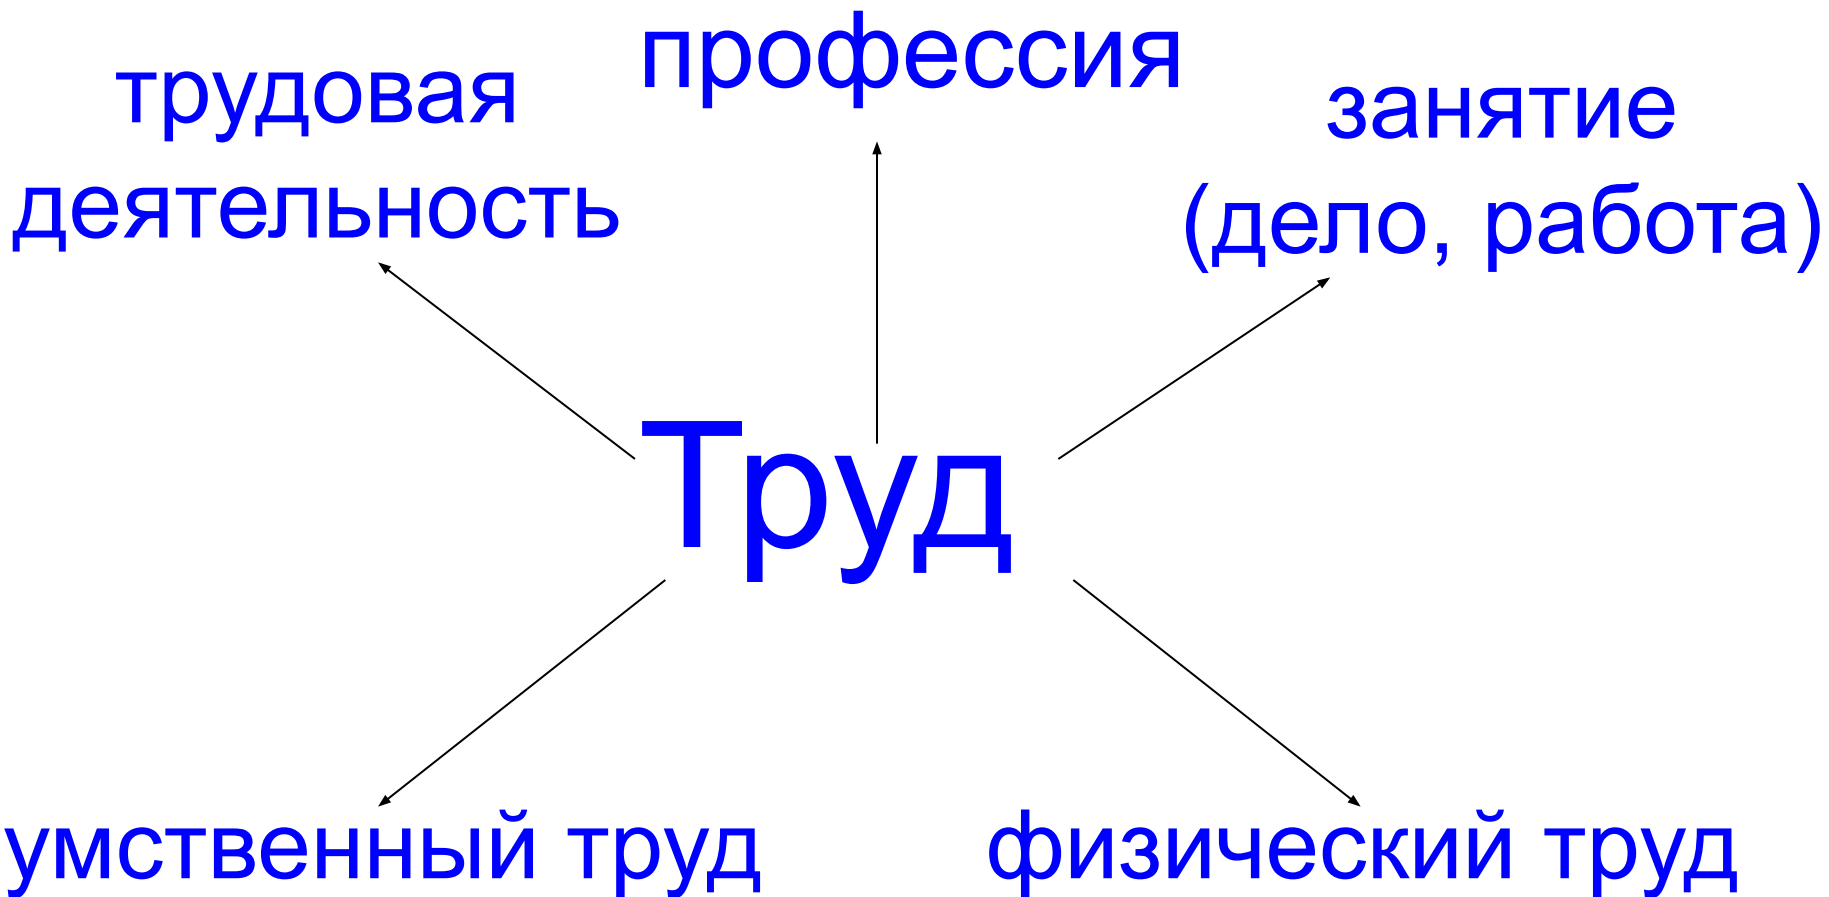 профессия
трудовая
деятельность
занятие
(дело, работа)
Труд
умственный труд
физический труд